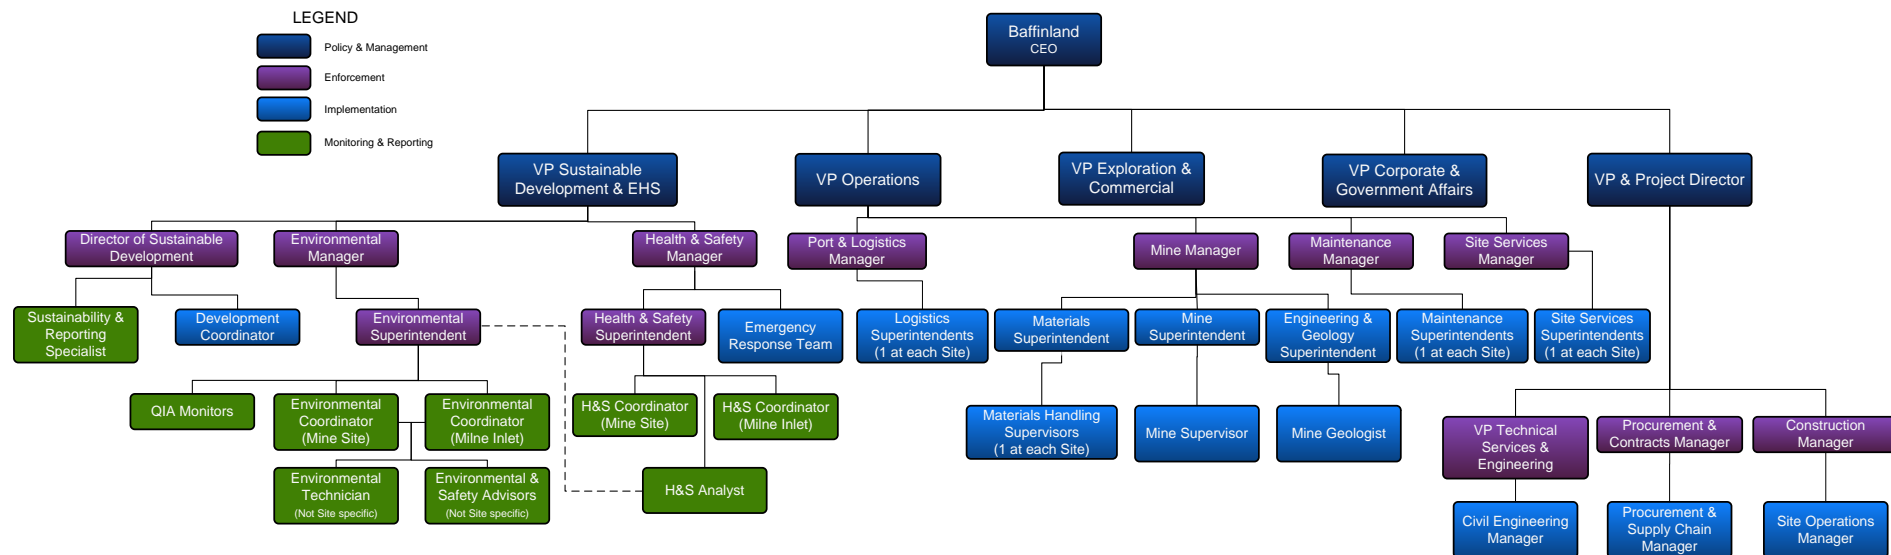 LEGEND
Policy & Management
Enforcement
Implementation
Monitoring & Reporting
Baffinland
CEO
VP Sustainable
Development & EHS
VP Operations
VP Exploration &
Commercial
VP Corporate &
Government Affairs
VP & Project Director
Director of Sustainable
Development
Environmental
Manager
Health & Safety
Manager
Port & Logistics
Manager
Mine Manager
Maintenance
Manager
Site Services
Manager
Sustainability &
Reporting
Specialist
Development
Coordinator
Environmental
Superintendent
Health & Safety
Superintendent
Emergency
Response Team
Logistics
Superintendents
(1 at each Site)
Materials
Superintendent
Mine
Superintendent
Engineering &
Geology
Superintendent
Maintenance
Superintendents
(1 at each Site)
Site Services
Superintendents
(1 at each Site)
QIA Monitors
Environmental
Coordinator
(Mine Site)
Environmental
Coordinator
(Milne Inlet)
H&S Coordinator
(Mine Site)
H&S Coordinator
(Milne Inlet)
Materials Handling
Supervisors
(1 at each Site)
Mine Supervisor
Mine Geologist
VP Technical
Services &
Engineering
Procurement &
Contracts Manager
Construction
Manager
Environmental
Technician
(Not Site specific)
Environmental &
Safety Advisors
(Not Site specific)
H&S Analyst
Civil Engineering
Manager
Procurement &
Supply Chain
Manager
Site Operations
Manager